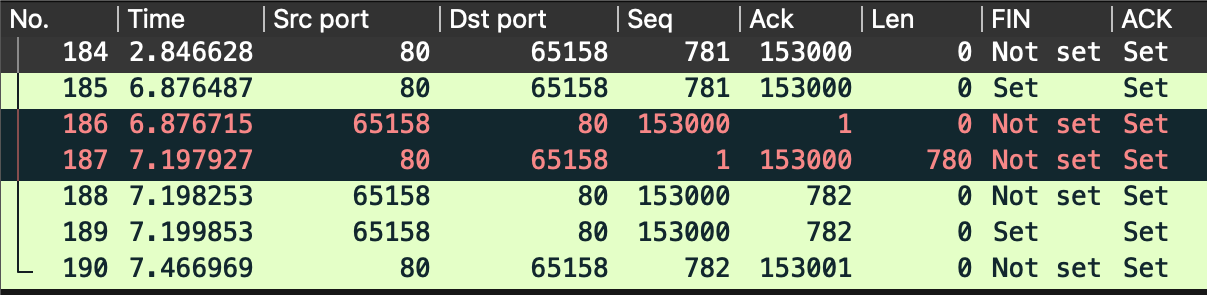 No. Time Src port Dst port Seq Ack Len FIN ACK
184 2.846628 80 65158 781 153000 0 Not set Set
185 6.876487 80 65158 781 153000 0 Set Set
186 6.876715 65158 80 153000 1 0 Not set Set
187 7.197927 80 65158 1 153000 780 Not set Set
188 7.198253 65158 80 153000 782 0 Not set Set
189 7.199853 65158 80 153000 782 0 Set Set
190 7.466969 80 65158 782 153001 0 Not set Set